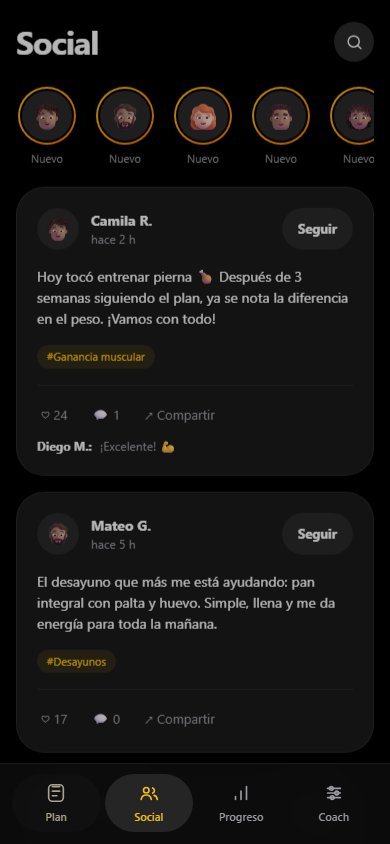 Social
Nuevo
Nuevo
Nuevo
Nuevo
Nuevo
Camila R.
hace 2 h
Seguir
Hoy tocó entrenar pierna 🍗 Después de 3
semanas siguiendo el plan, ya se nota la diferencia
en el peso. ¡Vamos con todo!
#Ganancia muscular
♡ 24 💬 1 ↗ Compartir
Diego M.: ¡Excelente! 💪
Mateo G.
hace 5 h
Seguir
El desayuno que más me está ayudando: pan
integral con palta y huevo. Simple, llena y me da
energía para toda la mañana.
#Desayunos
♡ 17 💬 0 ↗ Compartir
Plan
Social
Progreso
Coach